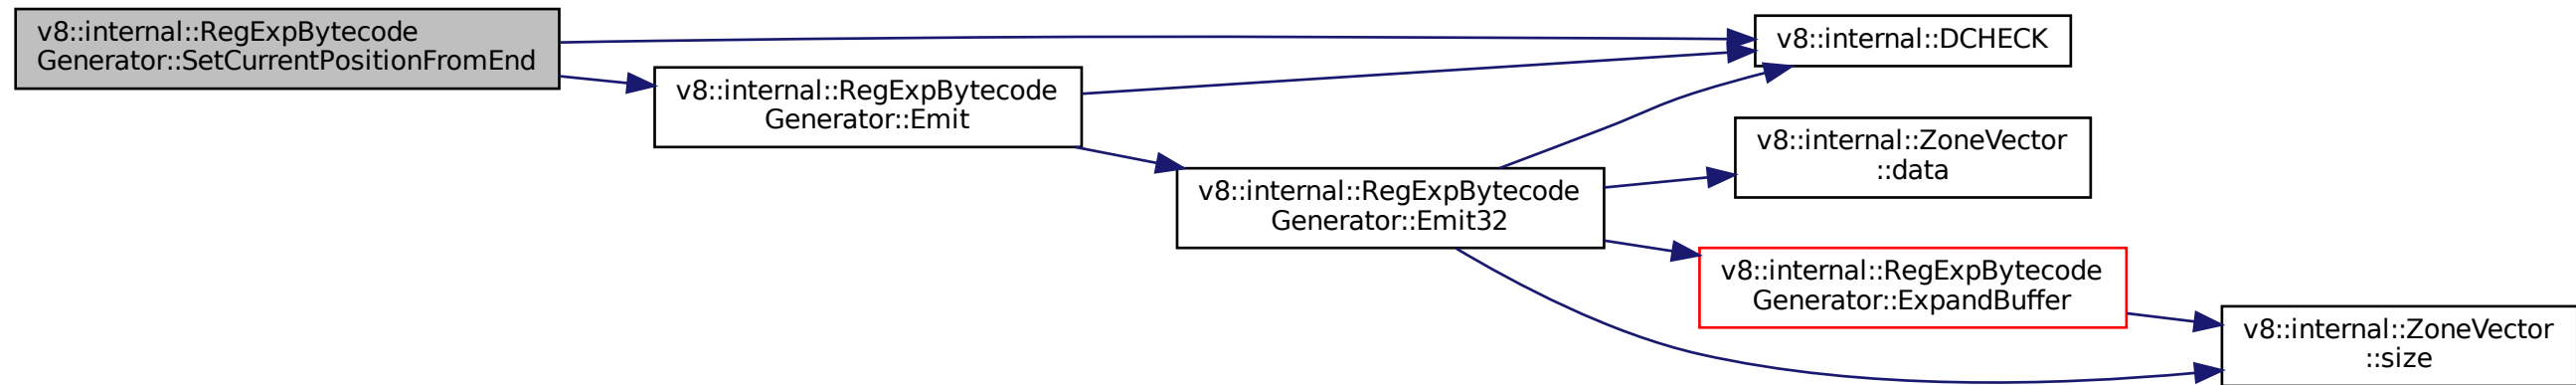 v8::internal::RegExpBytecode
Generator::SetCurrentPositionFromEnd
v8::internal::RegExpBytecode
Generator::Emit
v8::internal::RegExpBytecode
Generator::Emit32
v8::internal::DCHECK
v8::internal::ZoneVector
::data
v8::internal::RegExpBytecode
Generator::ExpandBuffer
v8::internal::ZoneVector
::size